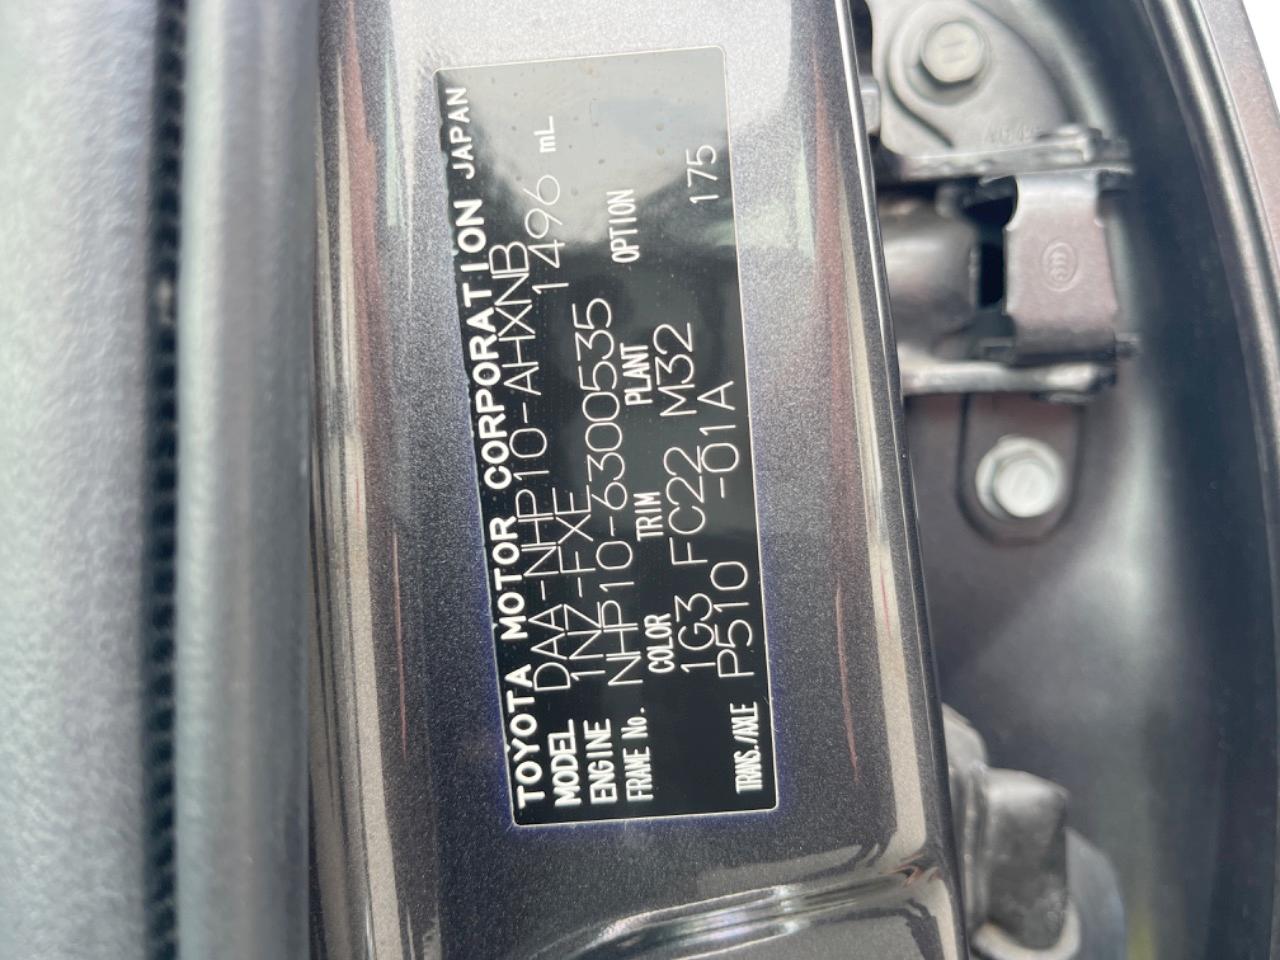 TOYOTA MOTOR CORPORATION JAPAN
MODEL DAA-NHP10-AHXNB
ENGINE 1NZ-FXE 1496 mL
FRAME No. NHP10-6300535
COLOR TRIM PLANT OPTION
1G3 FC22 M32 175
TRANS./AXLE P510 -01A